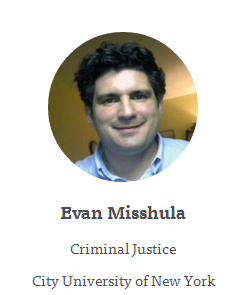 Evan Misshula
Criminal Justice
City University of New York